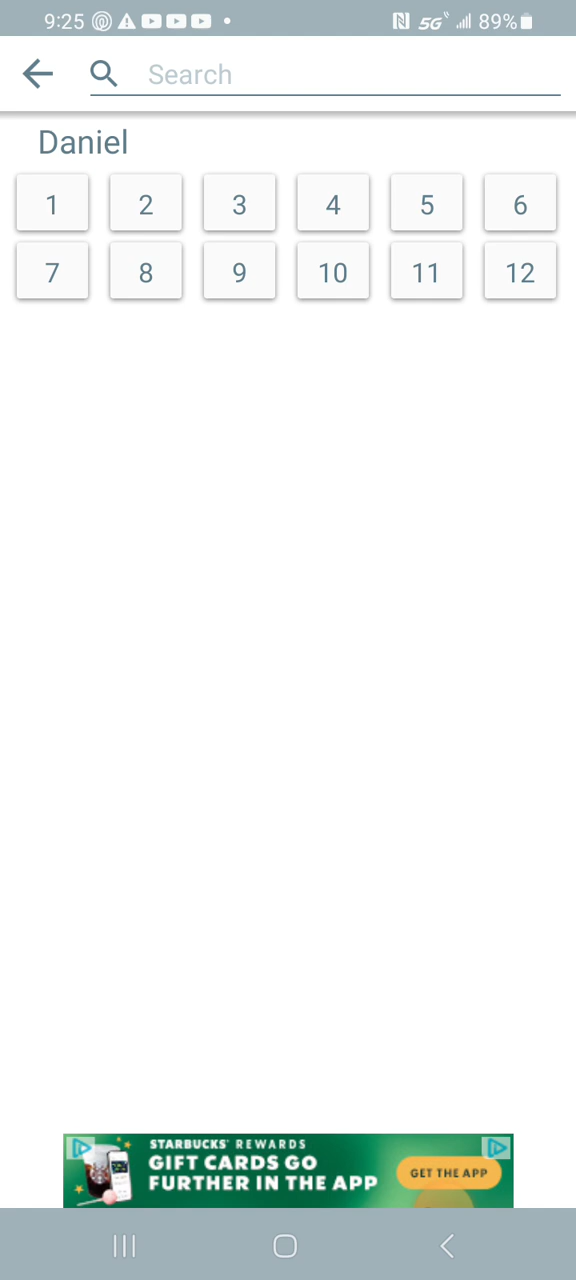 9:25 5G 89%
Search
Daniel
1 2 3 4 5 6
7 8 9 10 11 12
STARBUCKS® REWARDS
GIFT CARDS GO
FURTHER IN THE APP
GET THE APP